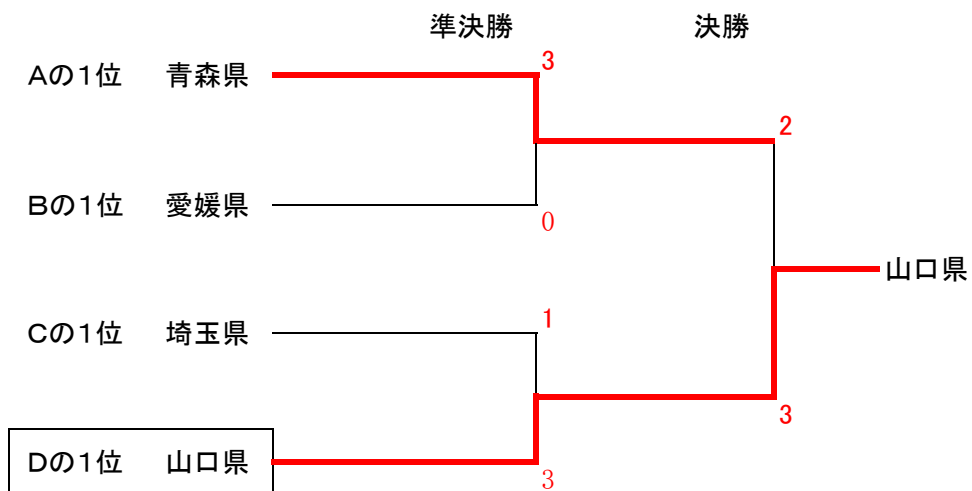 準決勝 決勝
Aの1位 青森県 3
2
Bの1位 愛媛県 0
山口県
Cの1位 埼玉県 1
3
Dの1位 山口県 3